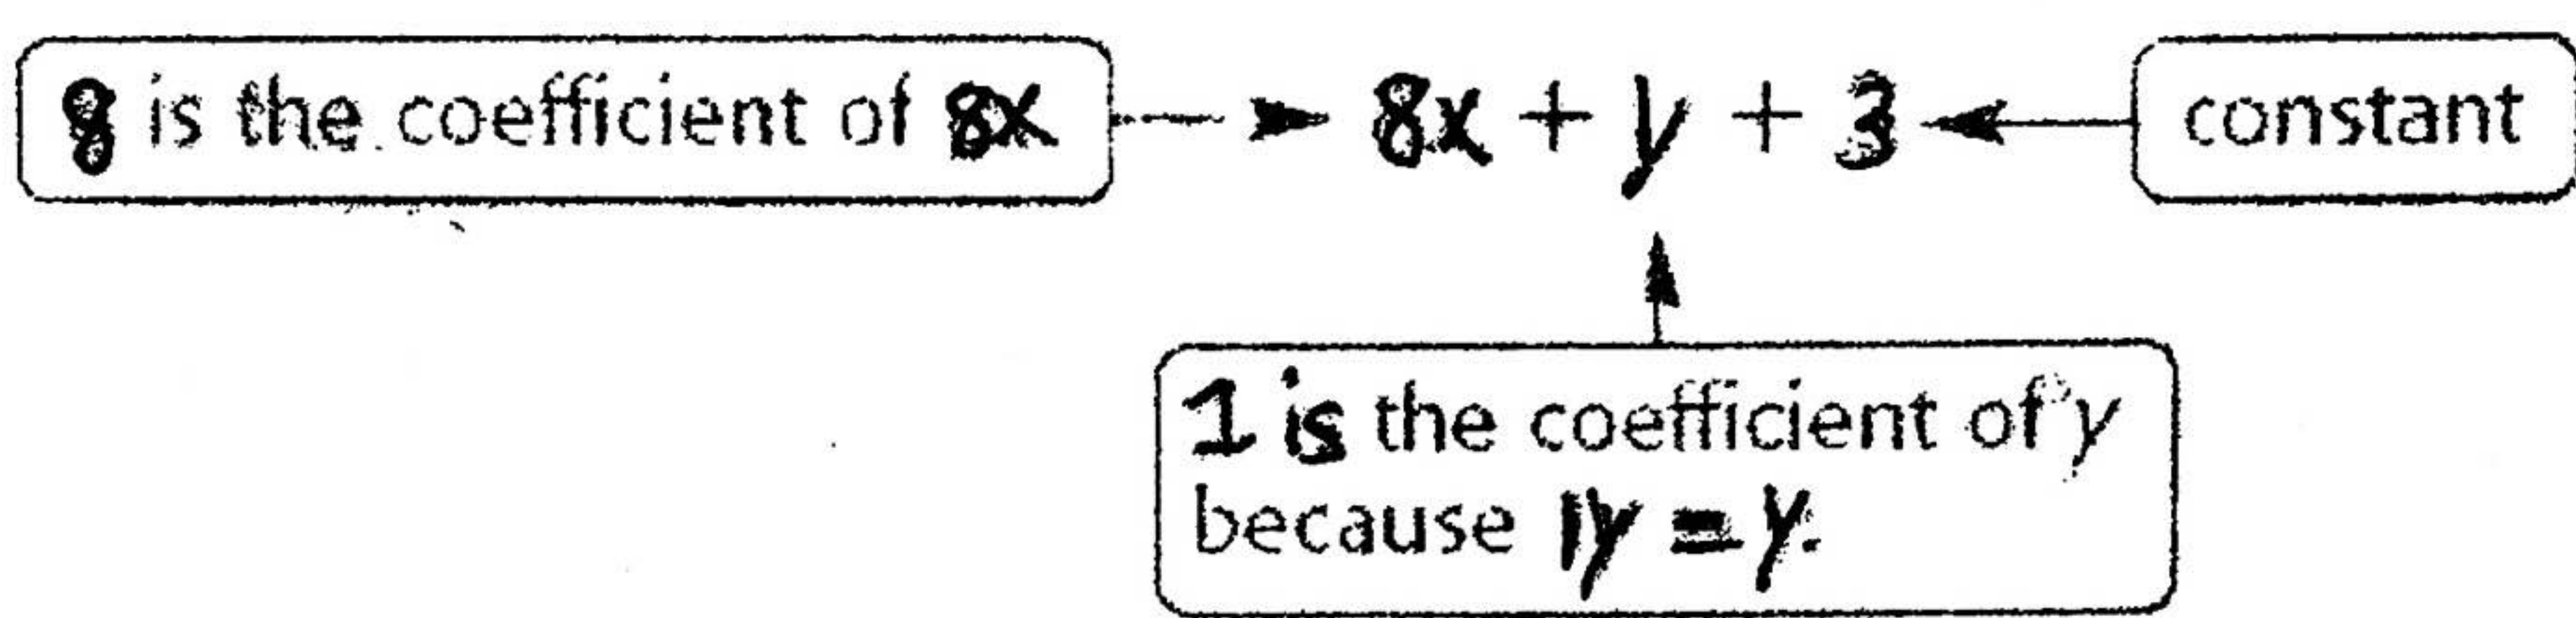 8 is the coefficient of 8x
8x + y + 3
constant
1 is the coefficient of y
because 1y = y.